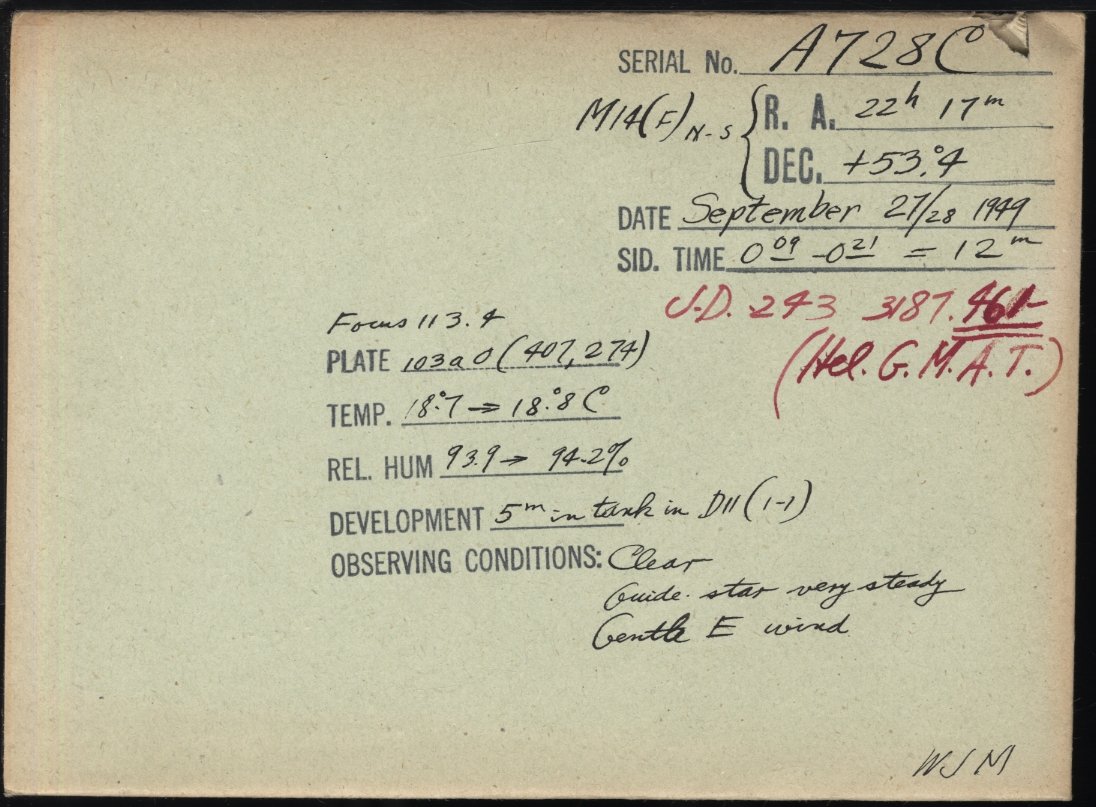 SERIAL No. A728C
M14(F) N-S { R. A. 22h 17m
DEC. +53°.4
DATE September 27/28 1949
SID. TIME 0 09 - 0 21 = 12m
J.D. 243 3187.461-
(Hel. G.M.A.T.)
Focus 113.4
PLATE 103a O (407, 274)
TEMP. 18°.7 → 18°.8 C
REL. HUM 93.9 → 94.2%
DEVELOPMENT 5m in tank in D11 (1-1)
OBSERVING CONDITIONS: Clear
Guide star very steady
Gentle E wind
WJM